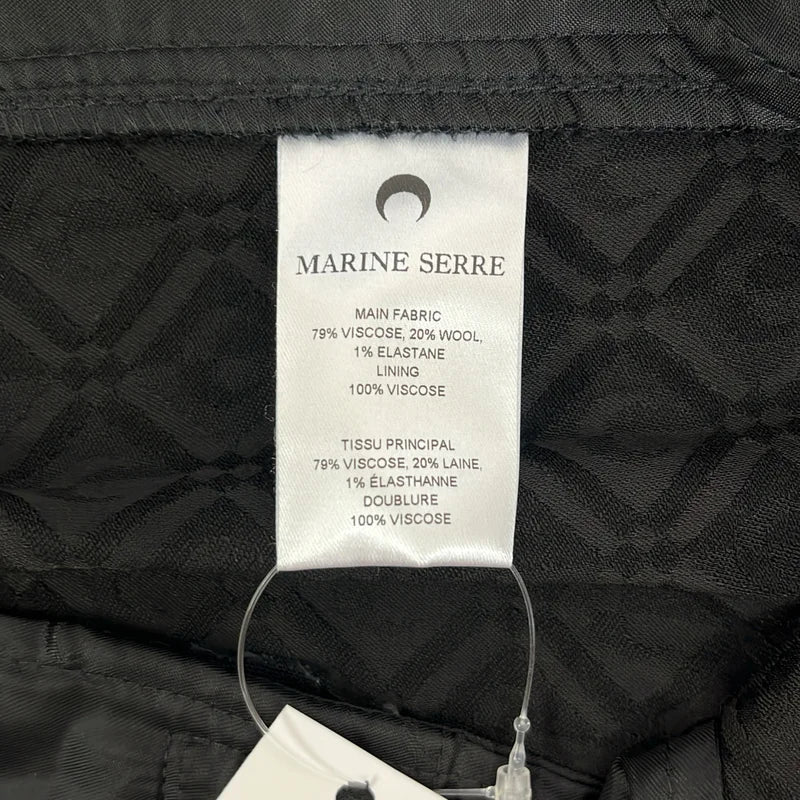 MARINE SERRE
MAIN FABRIC
79% VISCOSE, 20% WOOL,
1% ELASTANE
LINING
100% VISCOSE
TISSU PRINCIPAL
79% VISCOSE, 20% LAINE,
1% ÉLASTHANNE
DOUBLURE
100% VISCOSE